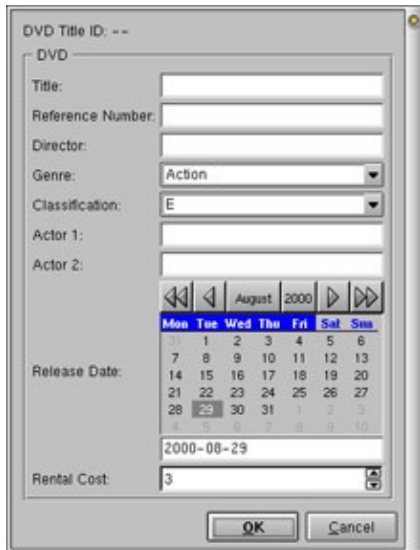 DVD Title ID: --
DVD
Title:
Reference Number:
Director:
Genre: Action
Classification: E
Actor 1:
Actor 2:
August 2000
Mon Tue Wed Thu Fri Sat Sun
31 1 2 3 4 5 6
7 8 9 10 11 12 13
14 15 16 17 18 19 20
21 22 23 24 25 26 27
28 29 30 31 1 2 3
4 5 6 7 8 9 10
Release Date:
2000-08-29
Rental Cost: 3
OK Cancel